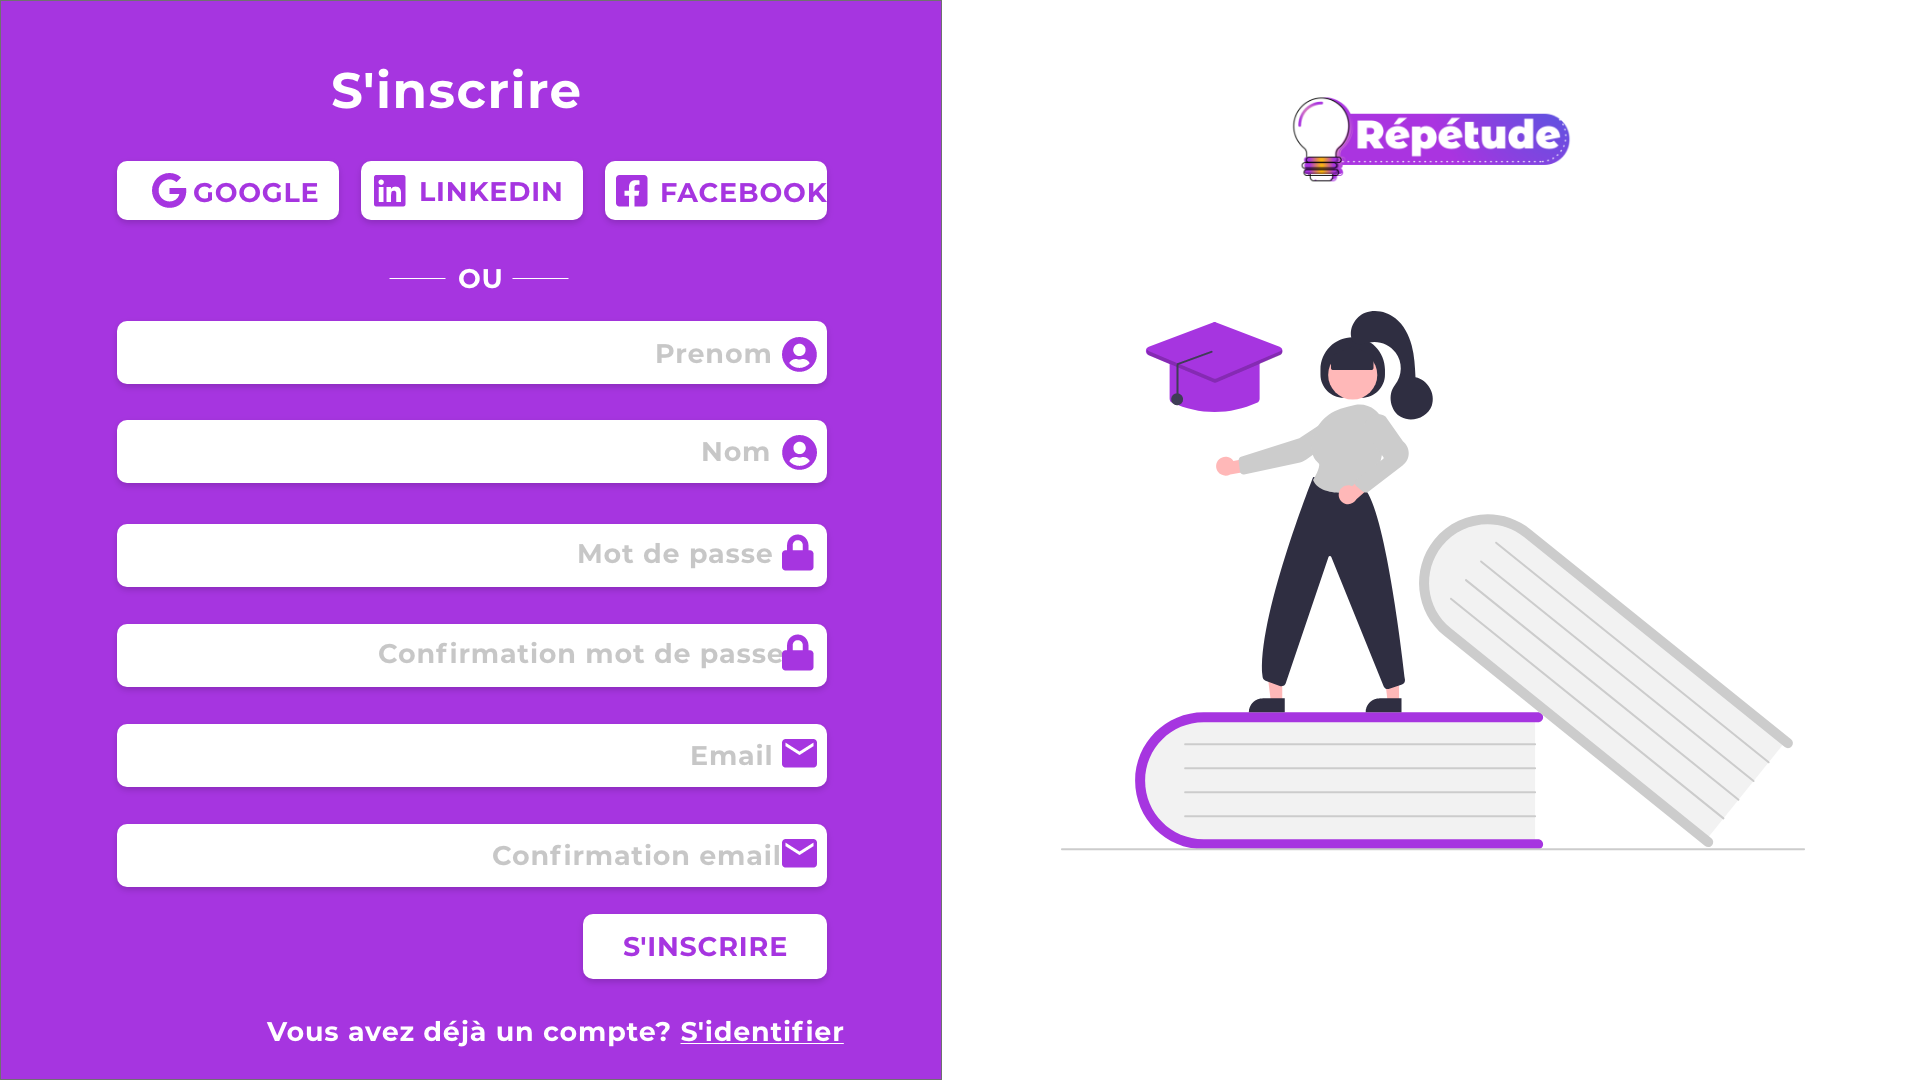 S'inscrire
GOOGLE
LINKEDIN
FACEBOOK
OU
Prenom
Nom
Mot de passe
Confirmation mot de passe
Email
Confirmation email
S'INSCRIRE
Vous avez déjà un compte? S'identifier
Répétude